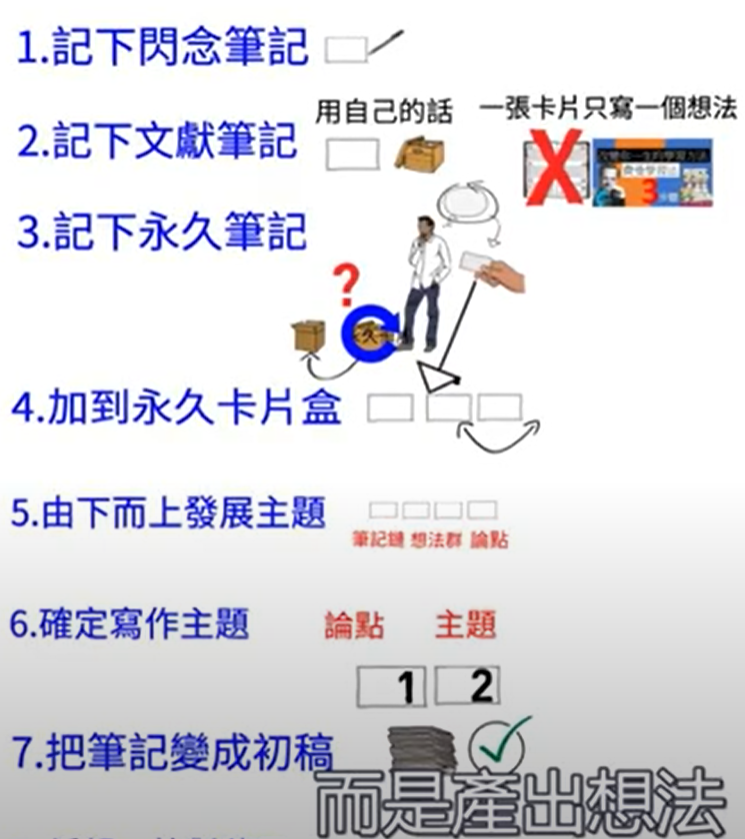 1.記下閃念筆記
用自己的話 一張卡片只寫一個想法
2.記下文獻筆記
3
3.記下永久筆記
?
4.加到永久卡片盒
5.由下而上發展主題
筆記鏈 想法群 論點
6.確定寫作主題 論點 主題
1 2
7.把筆記變成初稿
而是產出想法